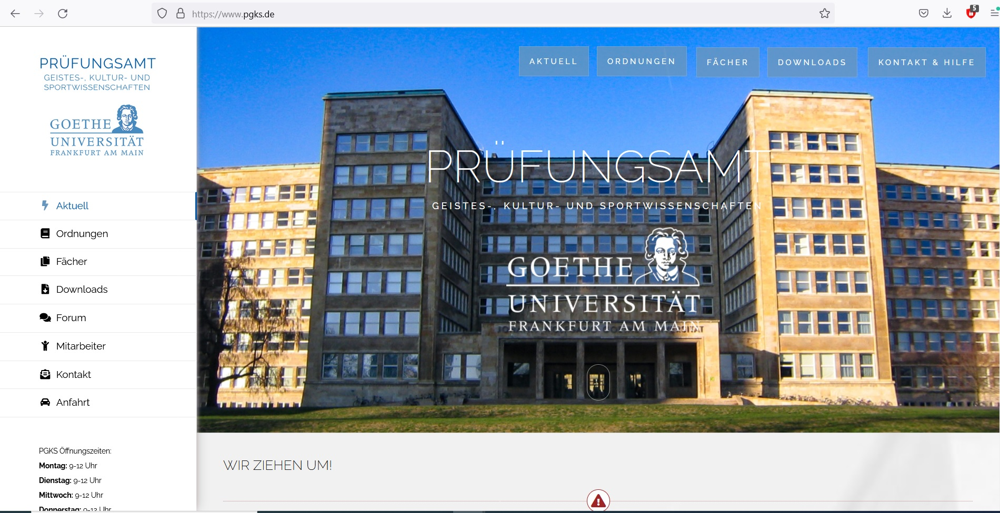 https://www.pgks.de
5
PRÜFUNGSAMT
GEISTES-, KULTUR- UND
SPORTWISSENSCHAFTEN
GOETHE
UNIVERSITÄT
FRANKFURT AM MAIN
Aktuell
Ordnungen
Fächer
Downloads
Forum
Mitarbeiter
Kontakt
Anfahrt
PGKS Öffnungszeiten:
Montag: 9-12 Uhr
Dienstag: 9-12 Uhr
Mittwoch: 9-12 Uhr
Donnerstag: 9-12 Uhr
AKTUELL
ORDNUNGEN
FÄCHER
DOWNLOADS
KONTAKT & HILFE
PRÜFUNGSAMT
GEISTES-, KULTUR- UND SPORTWISSENSCHAFTEN
GOETHE
UNIVERSITÄT
FRANKFURT AM MAIN
WIR ZIEHEN UM!